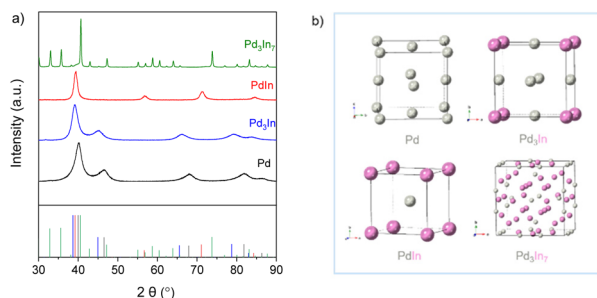 a)
Pd₃In₇
PdIn
Pd₃In
Pd
Intensity (a.u.)
30 40 50 60 70 80 90
2 θ (°)
b)
Pd
Pd₃In
PdIn
Pd₃In₇